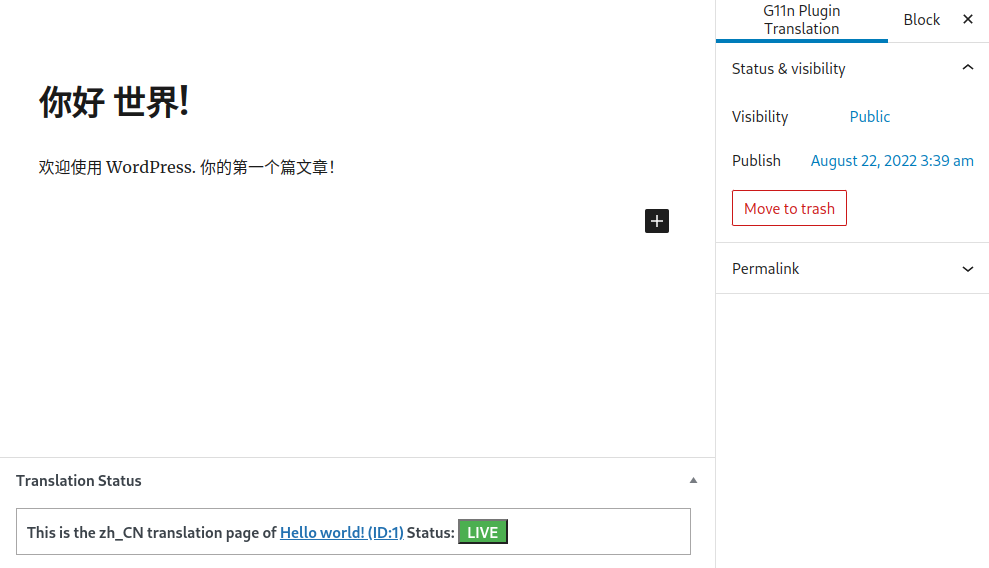 G11n Plugin
Translation
Block
Status & visibility
Visibility Public
Publish August 22, 2022 3:39 am
Move to trash
Permalink
你好 世界!
欢迎使用 WordPress. 你的第一个篇文章!
Translation Status
This is the zh_CN translation page of Hello world! (ID:1) Status: LIVE